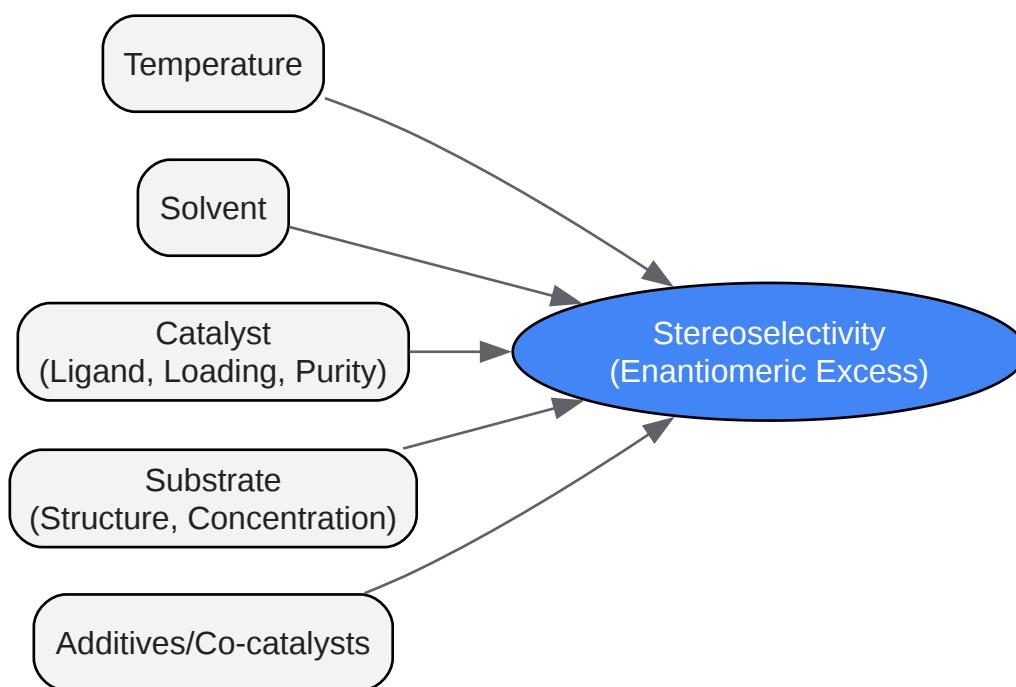 Temperature
Solvent
Catalyst
(Ligand, Loading, Purity)
Substrate
(Structure, Concentration)
Additives/Co-catalysts
Stereoselectivity
(Enantiomeric Excess)